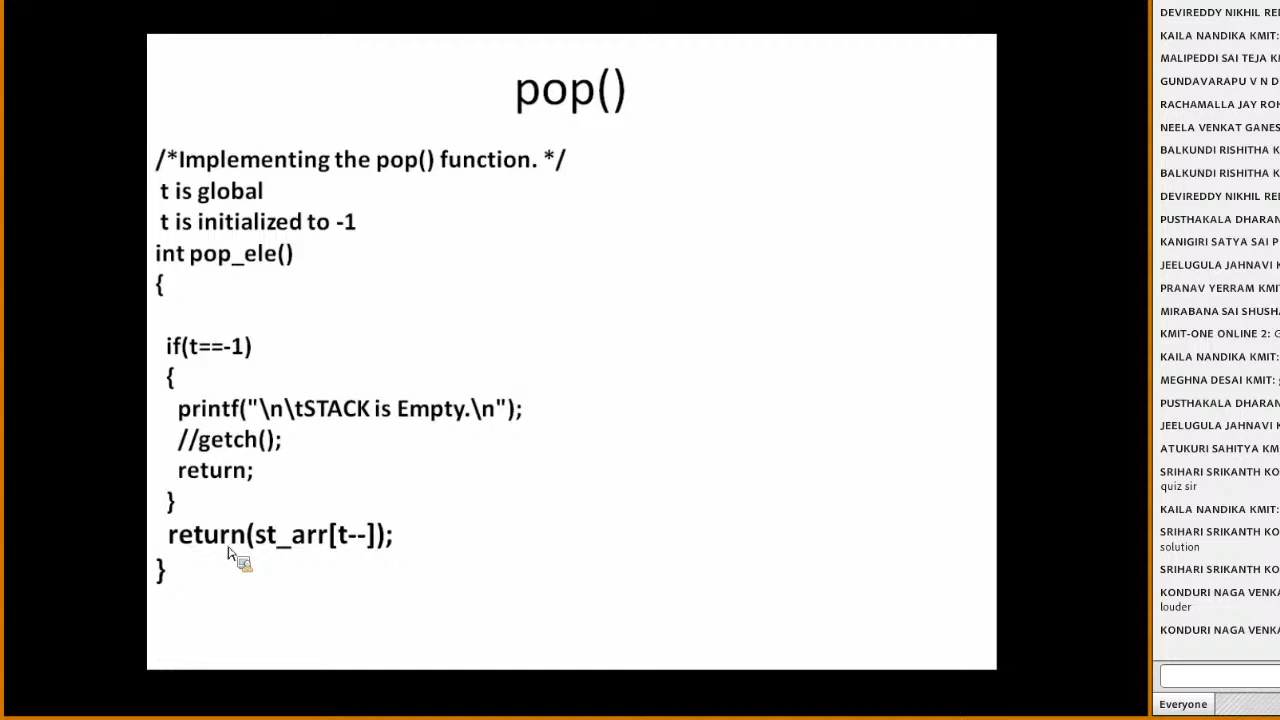 pop()
/*Implementing the pop() function. */
t is global
t is initialized to -1
int pop_ele()
{
if(t==-1)
{
printf("\n\tSTACK is Empty.\n");
//getch();
return;
}
return(st_arr[t--]);
}
DEVIREDDY NIKHIL
KAILA NANDIKA KMIT:
MALIPEDDI SAI TEJA
GUNDAVARAPU V N
RACHAMALLA JAY
NEELA VENKAT
BALKUNDI RISHITHA
BALKUNDI RISHITHA
DEVIREDDY NIKHIL
PUSTHAKALA
KANIGIRI SATYA SAI
JEELUGULA JAHNAVI
PRANAV YERRAM
MIRABANA SAI
KMIT-ONE ONLINE 2:
KAILA NANDIKA KMIT:
MEGHNA DESAI KMIT:
PUSTHAKALA
JEELUGULA JAHNAVI
ATUKURI SAHITYA
SRIHARI SRIKANTH
quiz sir
KAILA NANDIKA KMIT:
SRIHARI SRIKANTH
solution
SRIHARI SRIKANTH
KONDURI NAGA
louder
KONDURI NAGA
Everyone